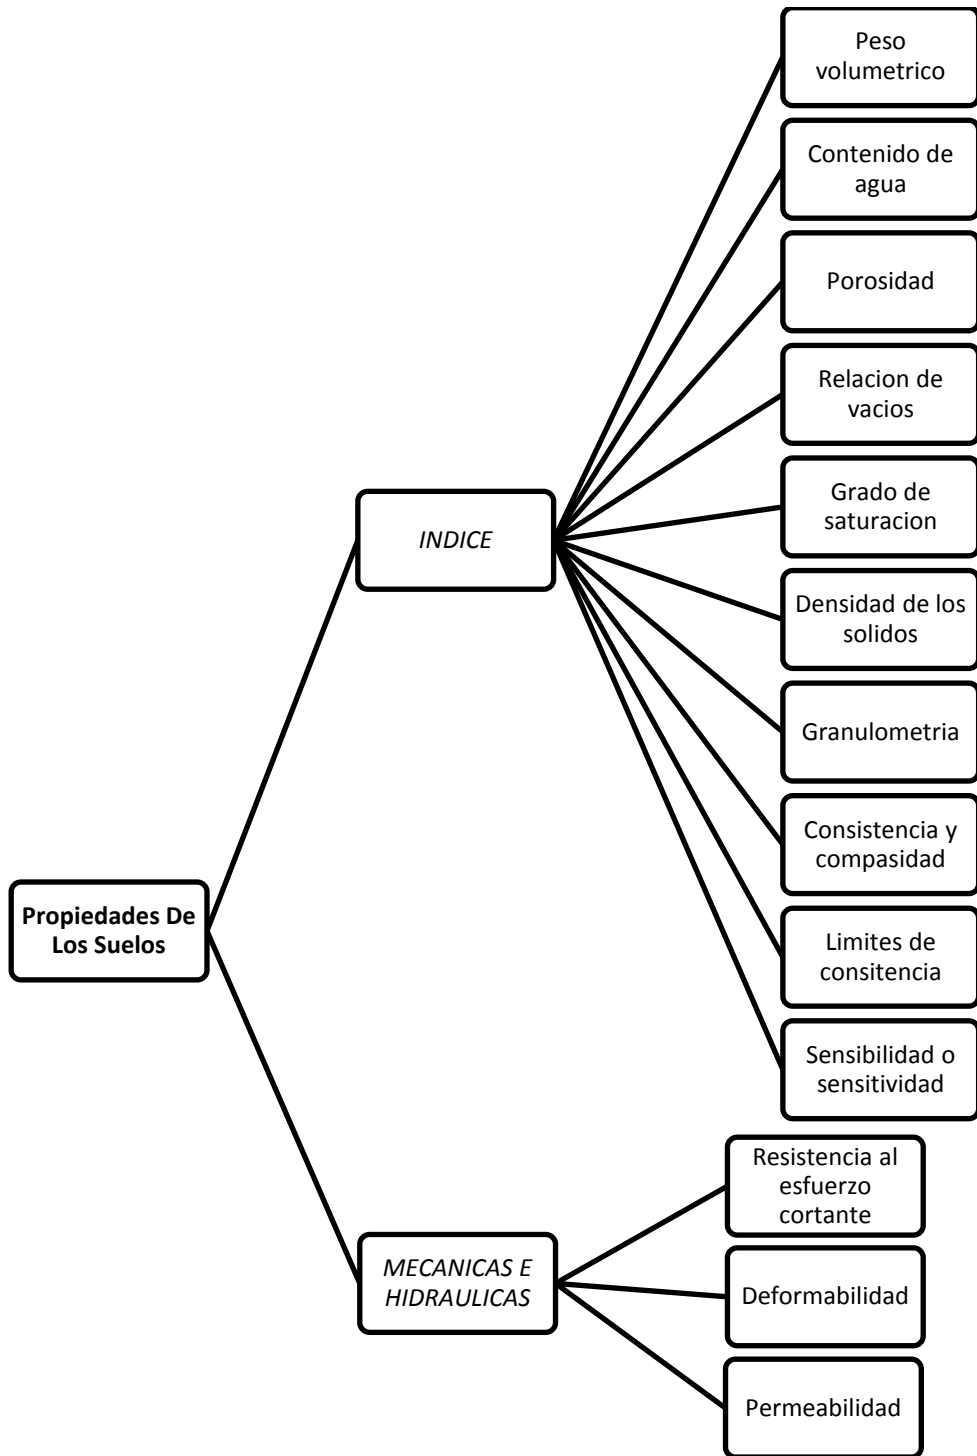 Peso
volumetrico
Contenido de
agua
Porosidad
Relacion de
vacios
Grado de
saturacion
INDICE
Densidad de los
solidos
Granulometria
Consistencia y
compasidad
Propiedades De
Los Suelos
Limites de
consitencia
Sensibilidad o
sensitividad
Resistencia al
esfuerzo
cortante
MECANICAS E
HIDRAULICAS
Deformabilidad
Permeabilidad